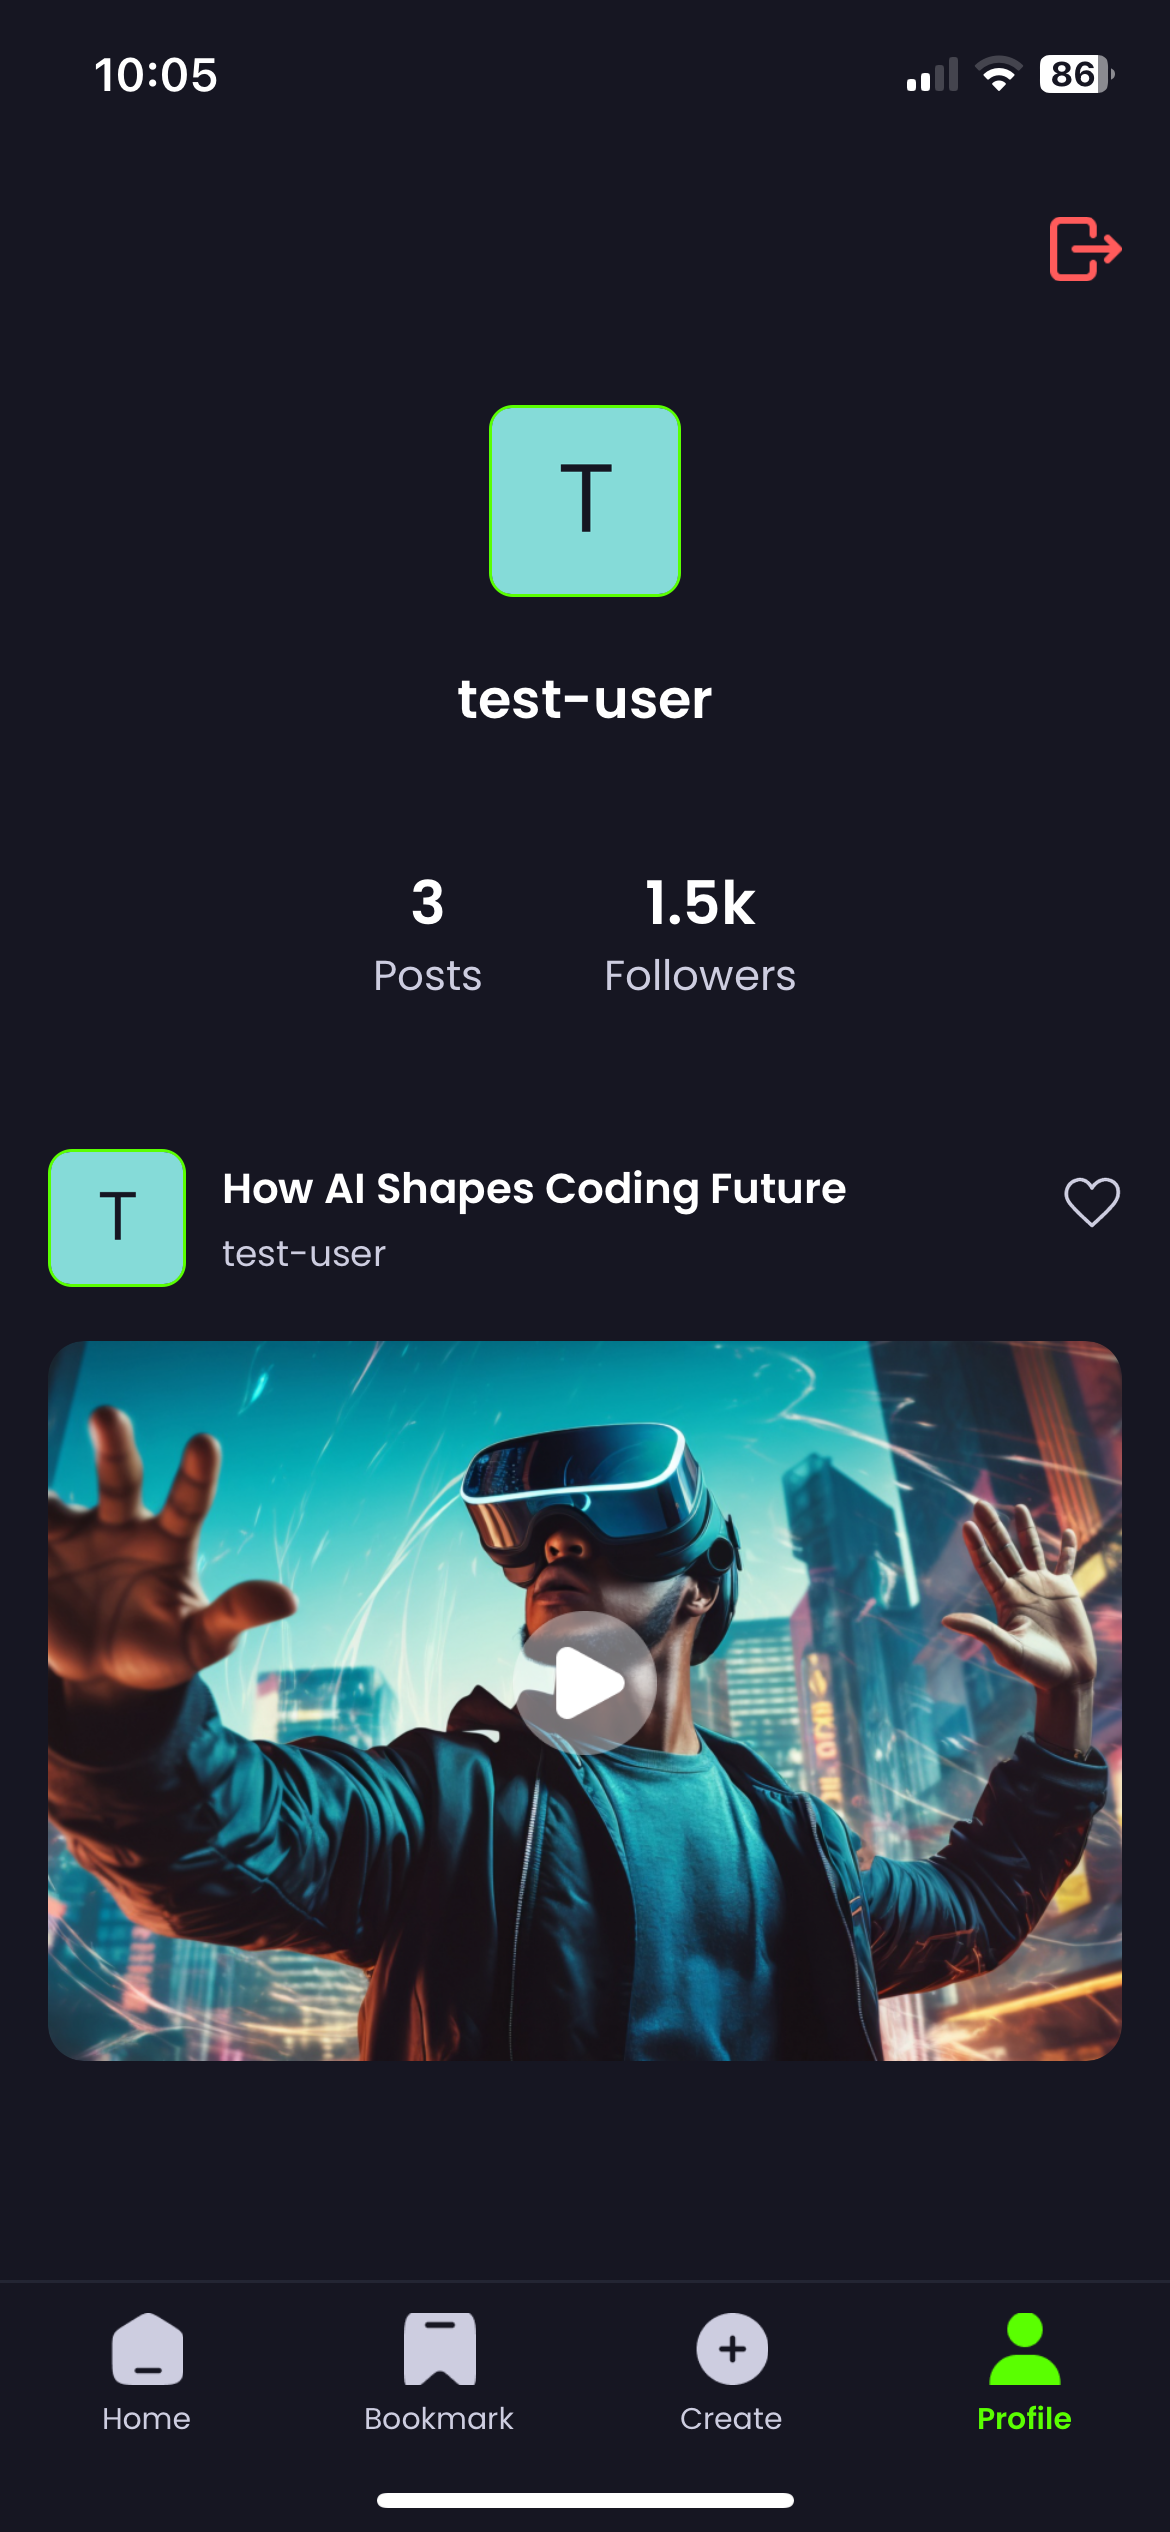 10:05
86
T
test-user
3
1.5k
Posts
Followers
T
How AI Shapes Coding Future
test-user
Home
Bookmark
Create
Profile